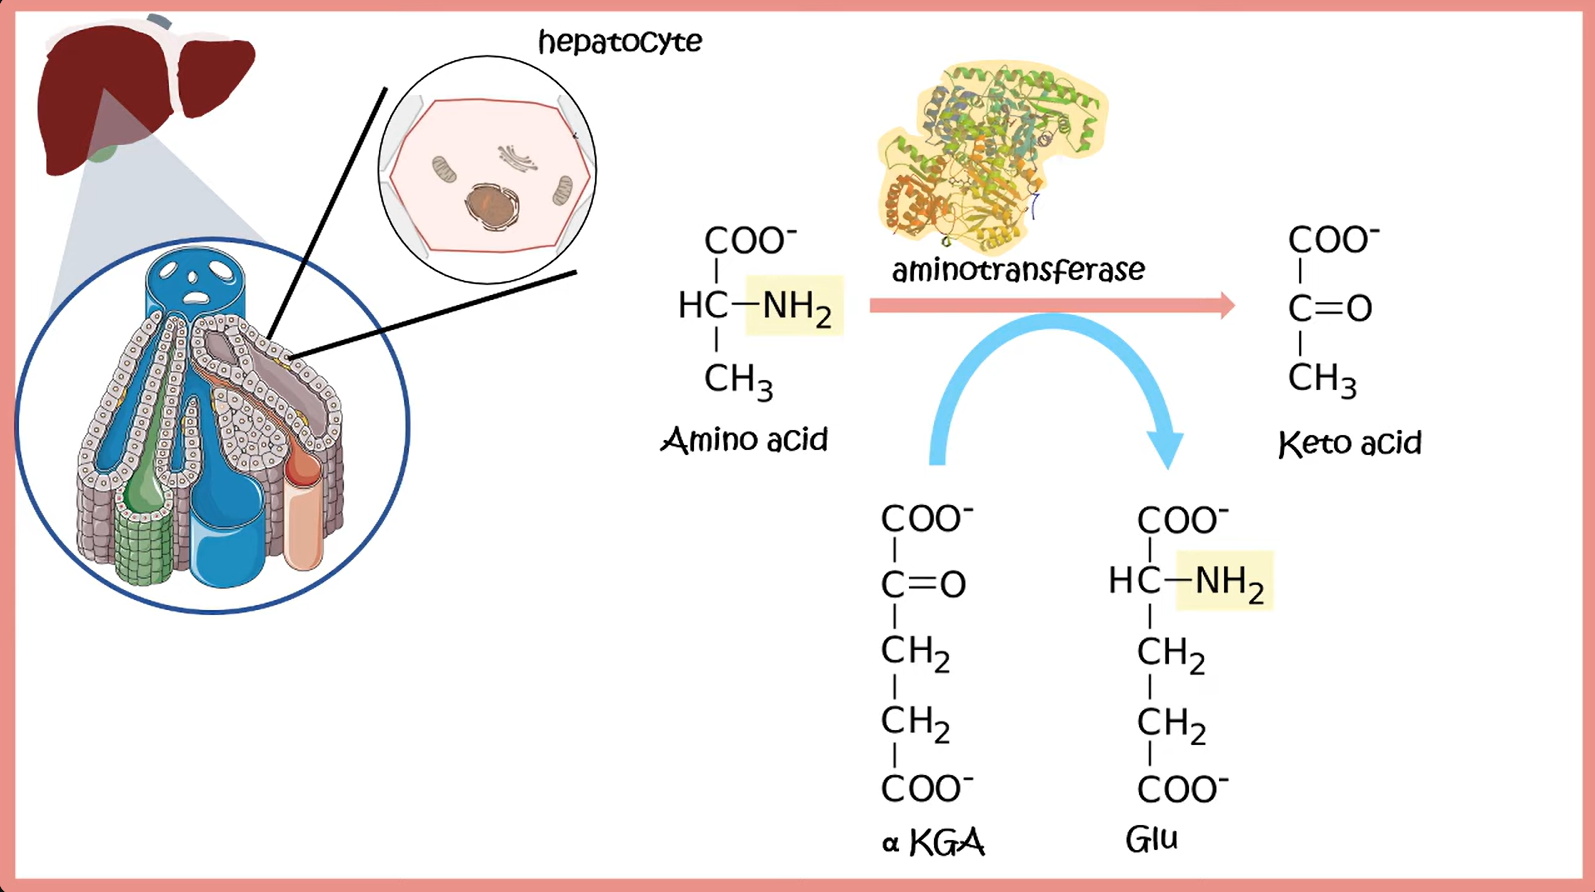 hepatocyte
aminotransferase
COO⁻
HC—NH₂
CH₃
Amino acid
COO⁻
C=O
CH₃
Keto acid
COO⁻
C=O
CH₂
CH₂
COO⁻
α KGA
COO⁻
HC—NH₂
CH₂
CH₂
COO⁻
Glu